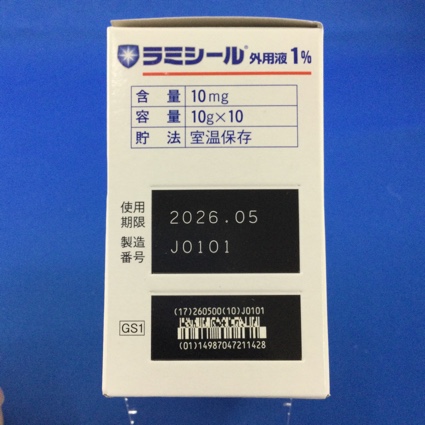 ラミシール® 外用液1%
含量 10mg
容量 10g×10
貯法 室温保存
使用期限 2026.05
製造番号 J0101
(17)260500(10)J0101
GS1
(01)14987047211428